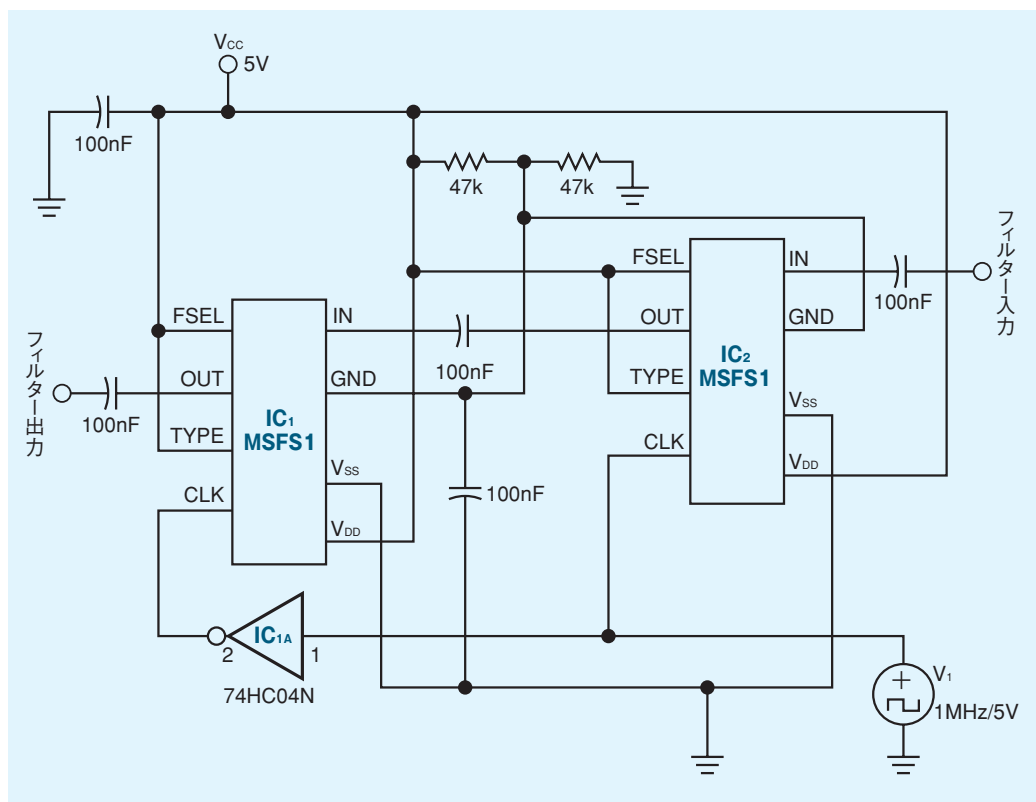 VCC
5V
100nF
47k
47k
FSEL
IN
OUT
GND
TYPE
IC1
MSFS1
VSS
CLK
VDD
100nF
フィルター出力
100nF
100nF
FSEL
IN
OUT
GND
IC2
MSFS1
TYPE
VSS
CLK
VDD
100nF
フィルター入力
IC1A
2
1
74HC04N
V1
1MHz/5V